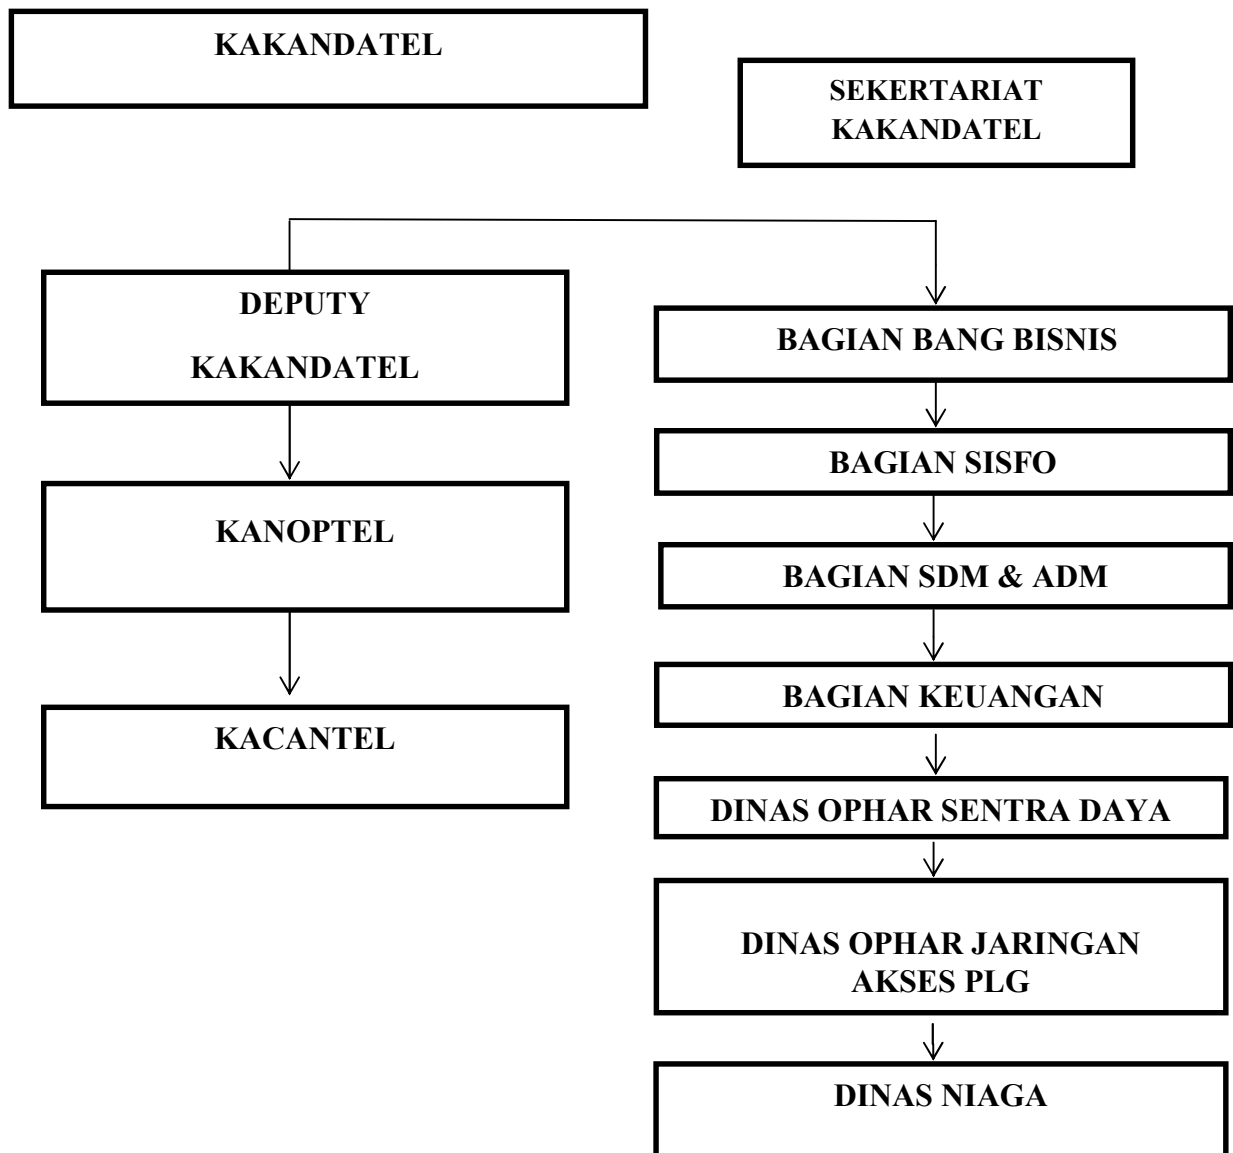 KAKANDATEL
SEKERTARIAT
KAKANDATEL
DEPUTY
KAKANDATEL
KANOPTEL
KACANTEL
BAGIAN BANG BISNIS
BAGIAN SISFO
BAGIAN SDM & ADM
BAGIAN KEUANGAN
DINAS OPHAR SENTRA DAYA
DINAS OPHAR JARINGAN
AKSES PLG
DINAS NIAGA